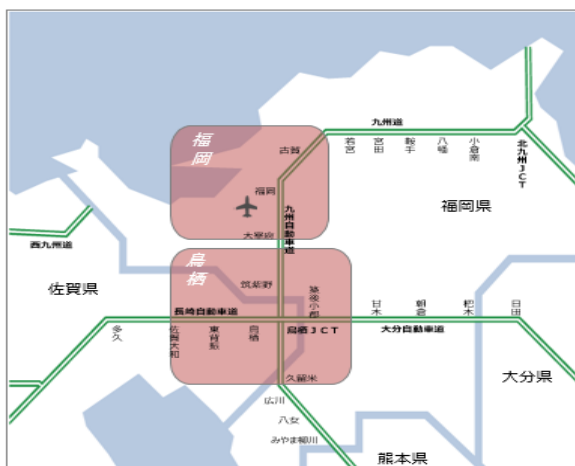 福岡
九州道
古賀
若宮
宮田
鞍手
八幡
小倉南
北九州JCT
福岡
福岡県
九州自動車道
大宰府
西九州道
鳥栖
佐賀県
筑紫野
筑後小郡
長崎自動車道
鳥栖JCT
甘木
朝倉
杷木
日田
大分自動車道
多久
佐賀大和
東背振
鳥栖
大分県
久留米
広川
八女
みやま柳川
熊本県